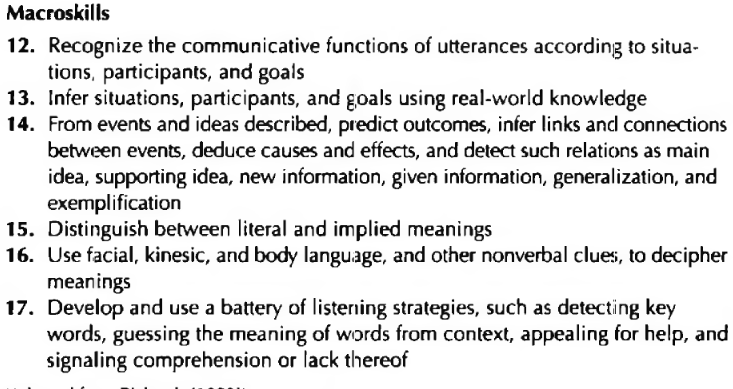 Macroskills
12. Recognize the communicative functions of utterances according to situa-
tions, participants, and goals
13. Infer situations, participants, and goals using real-world knowledge
14. From events and ideas described, predict outcomes, infer links and connections
between events, deduce causes and effects, and detect such relations as main
idea, supporting idea, new information, given information, generalization, and
exemplification
15. Distinguish between literal and implied meanings
16. Use facial, kinesic, and body language, and other nonverbal clues, to decipher
meanings
17. Develop and use a battery of listening strategies, such as detecting key
words, guessing the meaning of words from context, appealing for help, and
signaling comprehension or lack thereof